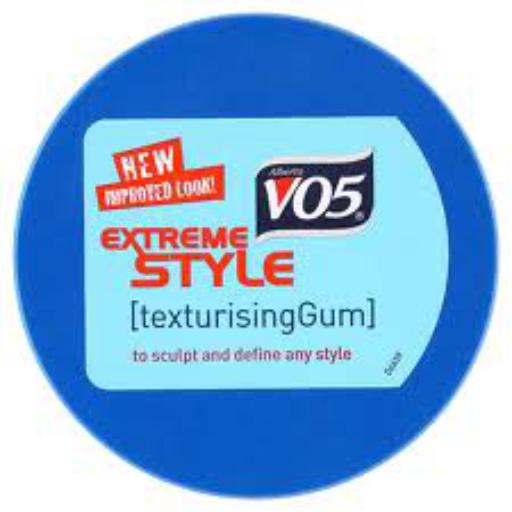 NEW
IMPROVED LOOK!
Alberto
VO5®
EXTREME
STYLE
[texturisingGum]
to sculpt and define any style